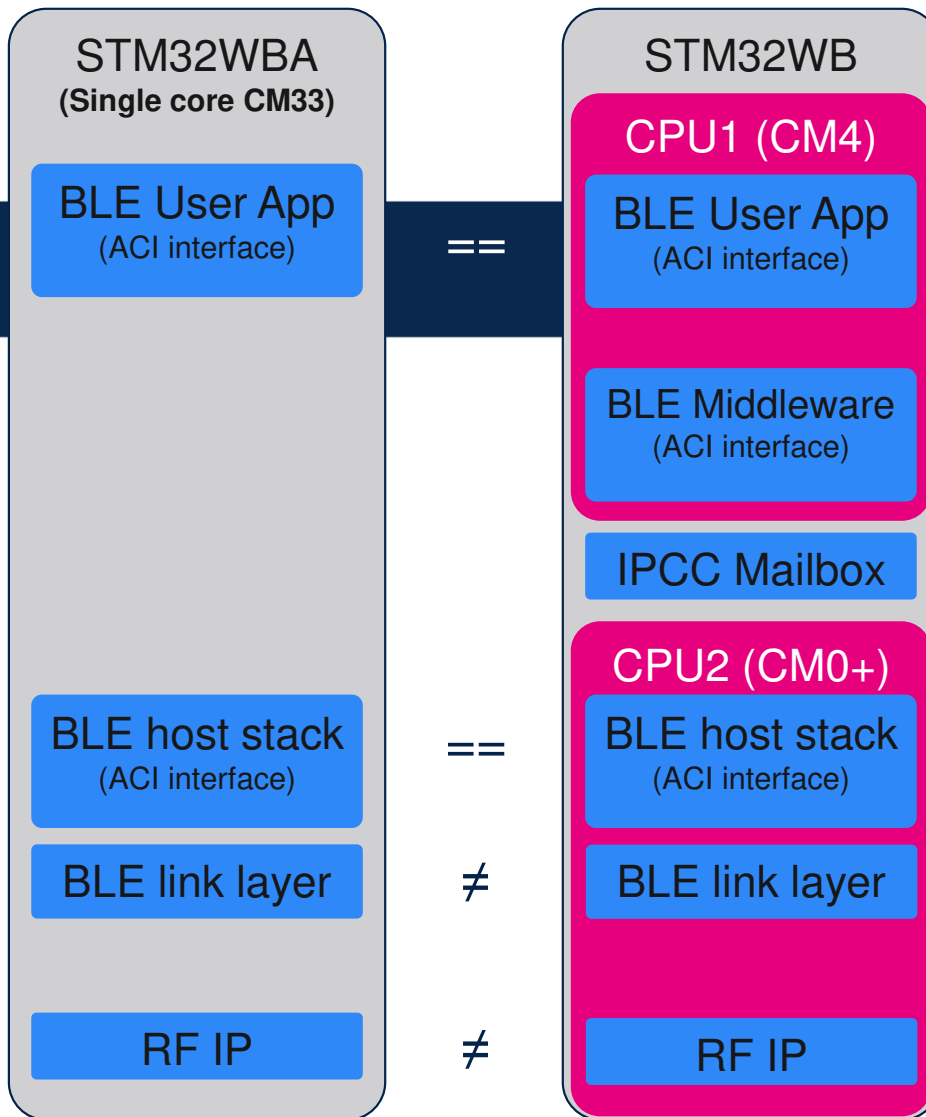 STM32WBA
(Single core CM33)
BLE User App
(ACI interface)
BLE host stack
(ACI interface)
BLE link layer
RF IP
==
==
≠
≠
STM32WB
CPU1 (CM4)
BLE User App
(ACI interface)
BLE Middleware
(ACI interface)
IPCC Mailbox
CPU2 (CM0+)
BLE host stack
(ACI interface)
BLE link layer
RF IP